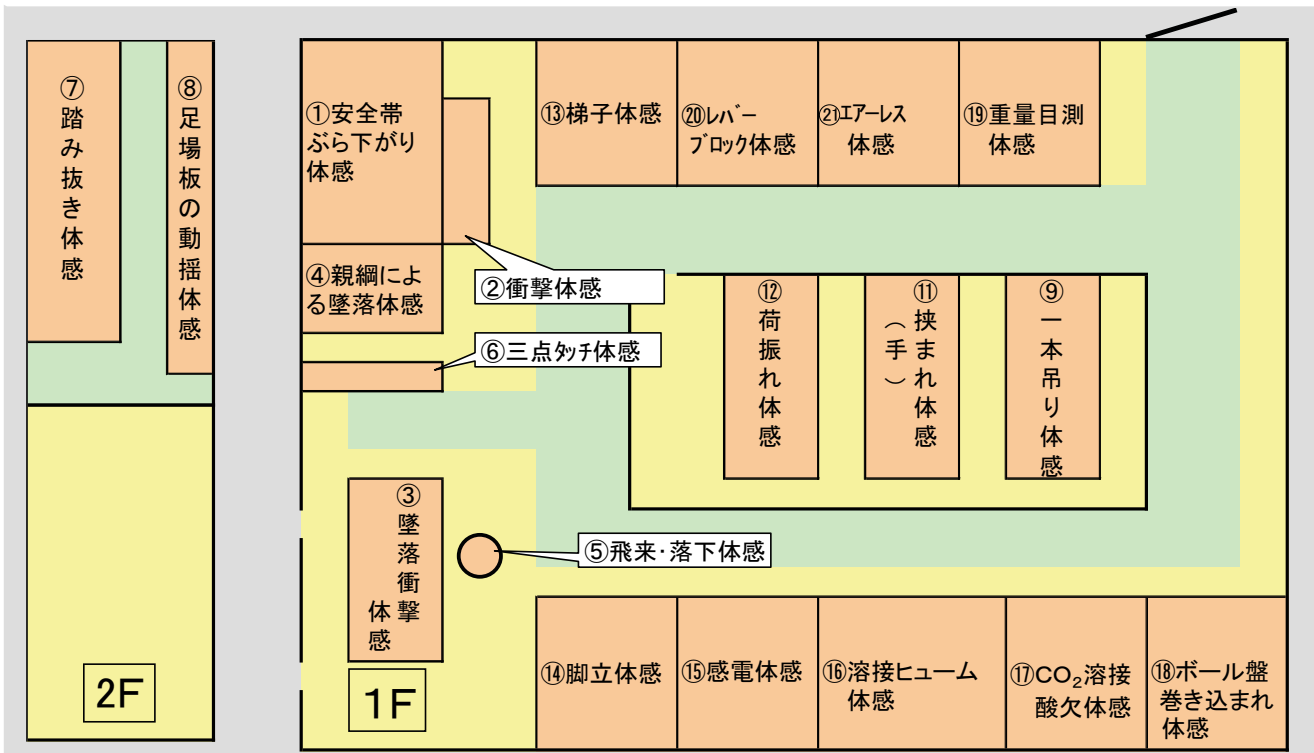 ⑦踏み抜き体感
⑧足場板の動揺体感
2F
①安全帯
ぶら下がり
体感
②衝撃体感
④親綱によ
る墜落体感
⑥三点ﾀｯﾁ体感
③墜落衝撃
体感
⑤飛来･落下体感
1F
⑬梯子体感
⑳ﾚﾊﾞｰ
ﾌﾞﾛｯｸ体感
㉑ｴｱｰﾚｽ
体感
⑲重量目測
体感
⑫荷振れ体感
⑪挟まれ体感
（手）
⑨一本吊り体感
⑭脚立体感
⑮感電体感
⑯溶接ヒューム
体感
⑰CO₂溶接
酸欠体感
⑱ボール盤
巻き込まれ
体感